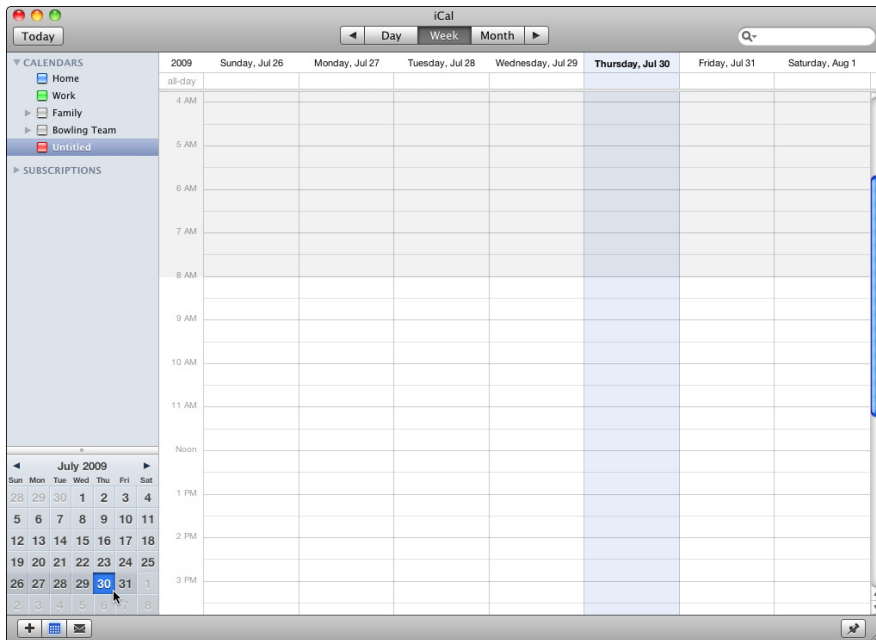 iCal
Today Day Week Month
CALENDARS
Home
Work
Family
Bowling Team
Untitled
SUBSCRIPTIONS
2009 Sunday, Jul 26 Monday, Jul 27 Tuesday, Jul 28 Wednesday, Jul 29 Thursday, Jul 30 Friday, Jul 31 Saturday, Aug 1
all-day
4 AM
5 AM
6 AM
7 AM
8 AM
9 AM
10 AM
11 AM
Noon
1 PM
2 PM
3 PM
July 2009
Sun Mon Tue Wed Thu Fri Sat
28 29 30 1 2 3 4
5 6 7 8 9 10 11
12 13 14 15 16 17 18
19 20 21 22 23 24 25
26 27 28 29 30 31 1
2 3 4 5 6 7 8